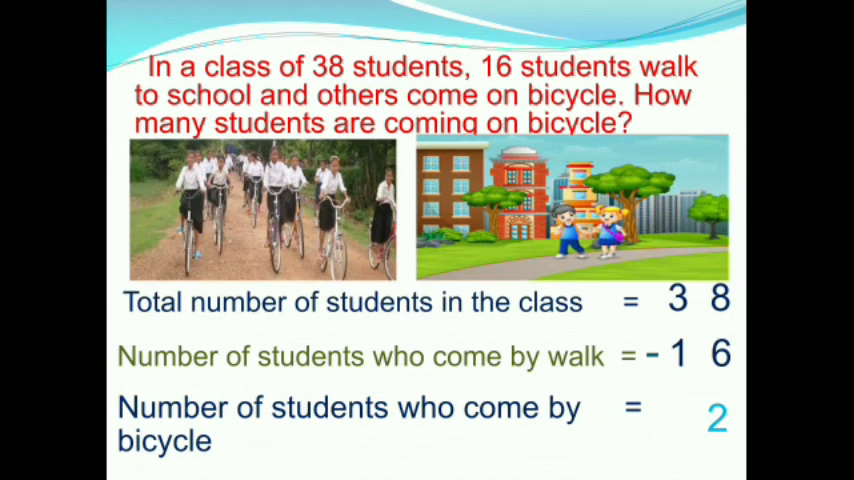 In a class of 38 students, 16 students walk
to school and others come on bicycle. How
many students are coming on bicycle?
Total number of students in the class = 3 8
Number of students who come by walk = - 1 6
Number of students who come by = 2
bicycle